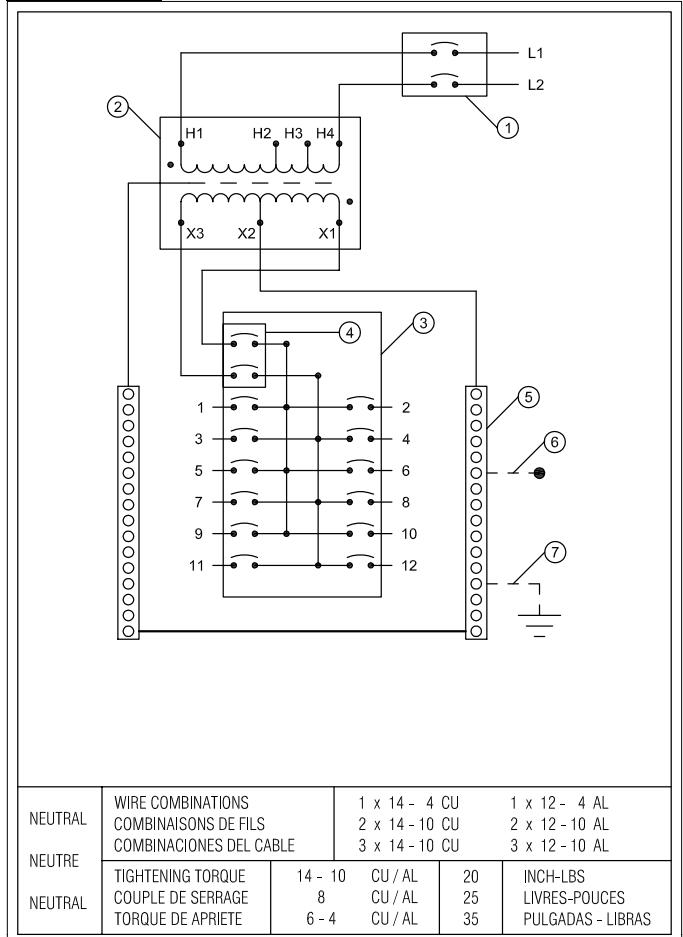 L1
L2
1
2
H1 H2 H3 H4
X3 X2 X1
3
4
5
6
7
1 2
3 4
5 6
7 8
9 10
11 12
NEUTRAL
NEUTRE
NEUTRAL
WIRE COMBINATIONS 1 x 14 - 4 CU 1 x 12 - 4 AL
COMBINAISONS DE FILS 2 x 14 - 10 CU 2 x 12 - 10 AL
COMBINACIONES DEL CABLE 3 x 14 - 10 CU 3 x 12 - 10 AL
TIGHTENING TORQUE 14 - 10 CU / AL 20 INCH-LBS
COUPLE DE SERRAGE 8 CU / AL 25 LIVRES-POUCES
TORQUE DE APRIETE 6 - 4 CU / AL 35 PULGADAS - LIBRAS